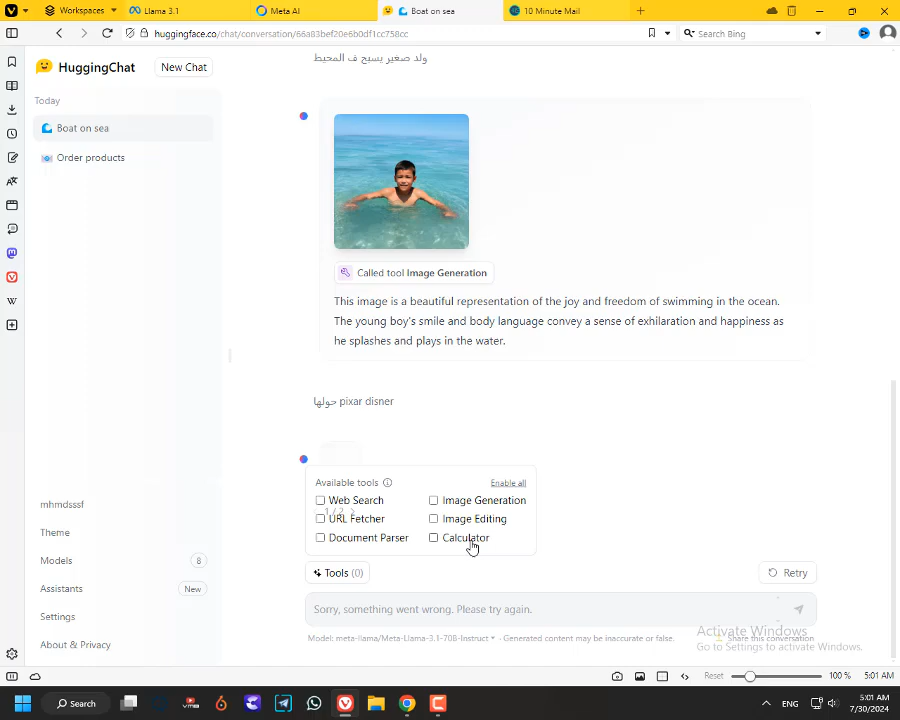 Workspaces
Llama 3.1
Meta AI
Boat on sea
10 Minute Mail
huggingface.co/chat/conversation/66a83bef20e6b0df1cc758cc
Search Bing
HuggingChat
New Chat
ولد صغير يسبح ف المحيط
Today
Boat on sea
Order products
Called tool Image Generation
This image is a beautiful representation of the joy and freedom of swimming in the ocean.
The young boy's smile and body language convey a sense of exhilaration and happiness as
he splashes and plays in the water.
حولها pixar disner
Available tools
Enable all
Web Search
Image Generation
1 / 2
URL Fetcher
Image Editing
Document Parser
Calculator
mhmdsssf
Theme
Models
8
Assistants
New
Settings
About & Privacy
Tools (0)
Retry
Sorry, something went wrong. Please try again.
Model: meta-llama/Meta-Llama-3.1-70B-Instruct · Generated content may be inaccurate or false.
Share this conversation
Activate Windows
Go to Settings to activate Windows.
Reset
100 %
5:01 AM
Search
ENG
5:01 AM
7/30/2024